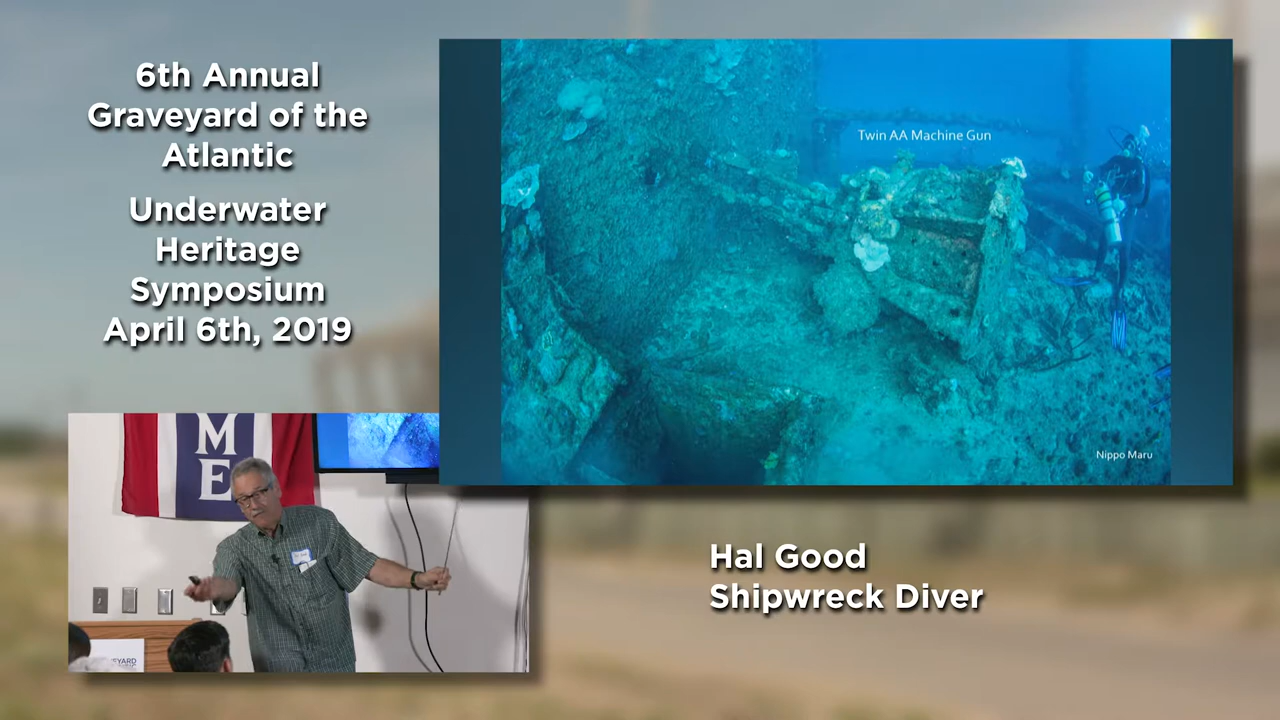 6th Annual
Graveyard of the
Atlantic
Underwater
Heritage
Symposium
April 6th, 2019
Twin AA Machine Gun
Nippo Maru
ME
Hal Good
Shipwreck Diver